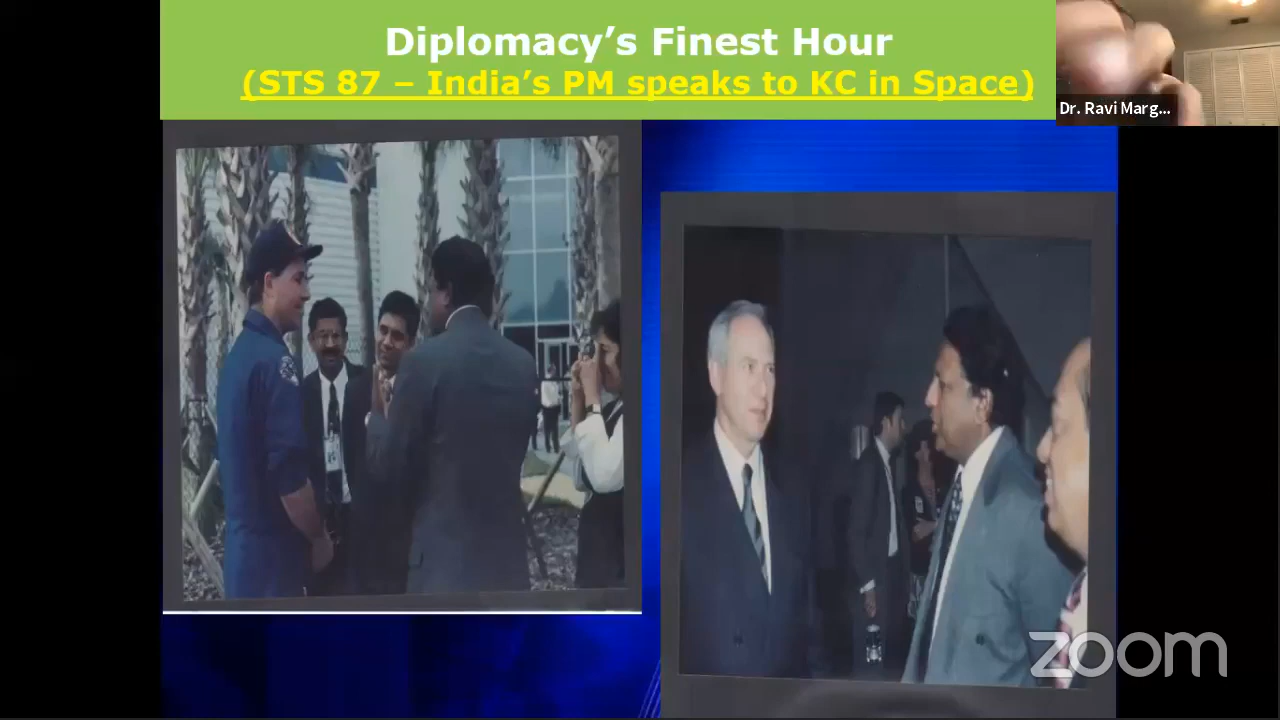 Diplomacy’s Finest Hour
(STS 87 – India’s PM speaks to KC in Space)
Dr. Ravi Marg...
zoom